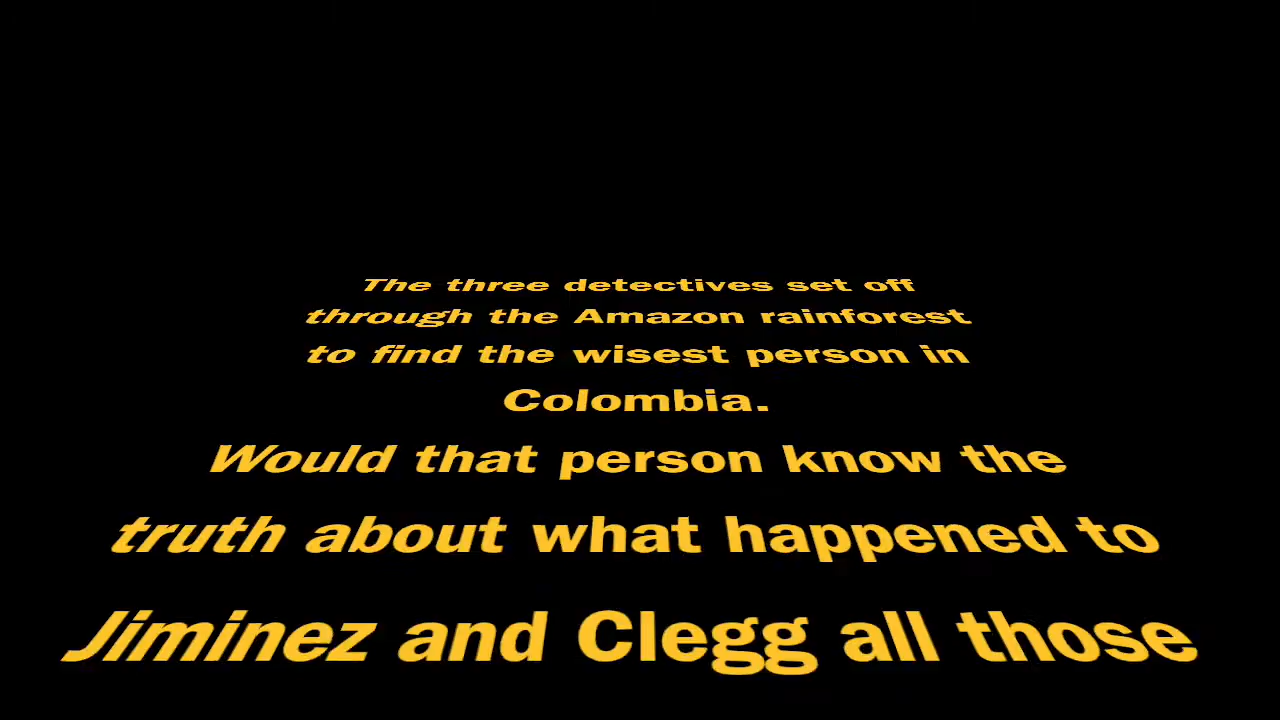 The three detectives set off
through the Amazon rainforest
to find the wisest person in
Colombia.
Would that person know the
truth about what happened to
Jiminez and Clegg all those